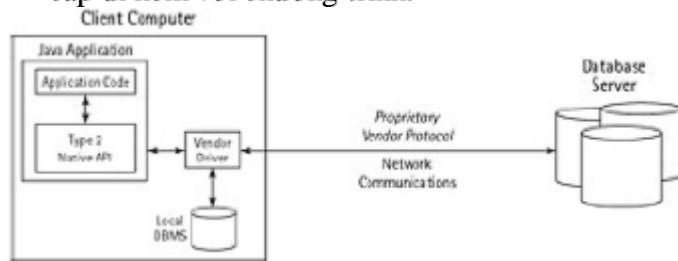 Client Computer
Java Application
Application Code
Type 2
Native API
Vendor
Driver
Local
DBMS
Proprietary
Vendor Protocol
Network
Communications
Database
Server